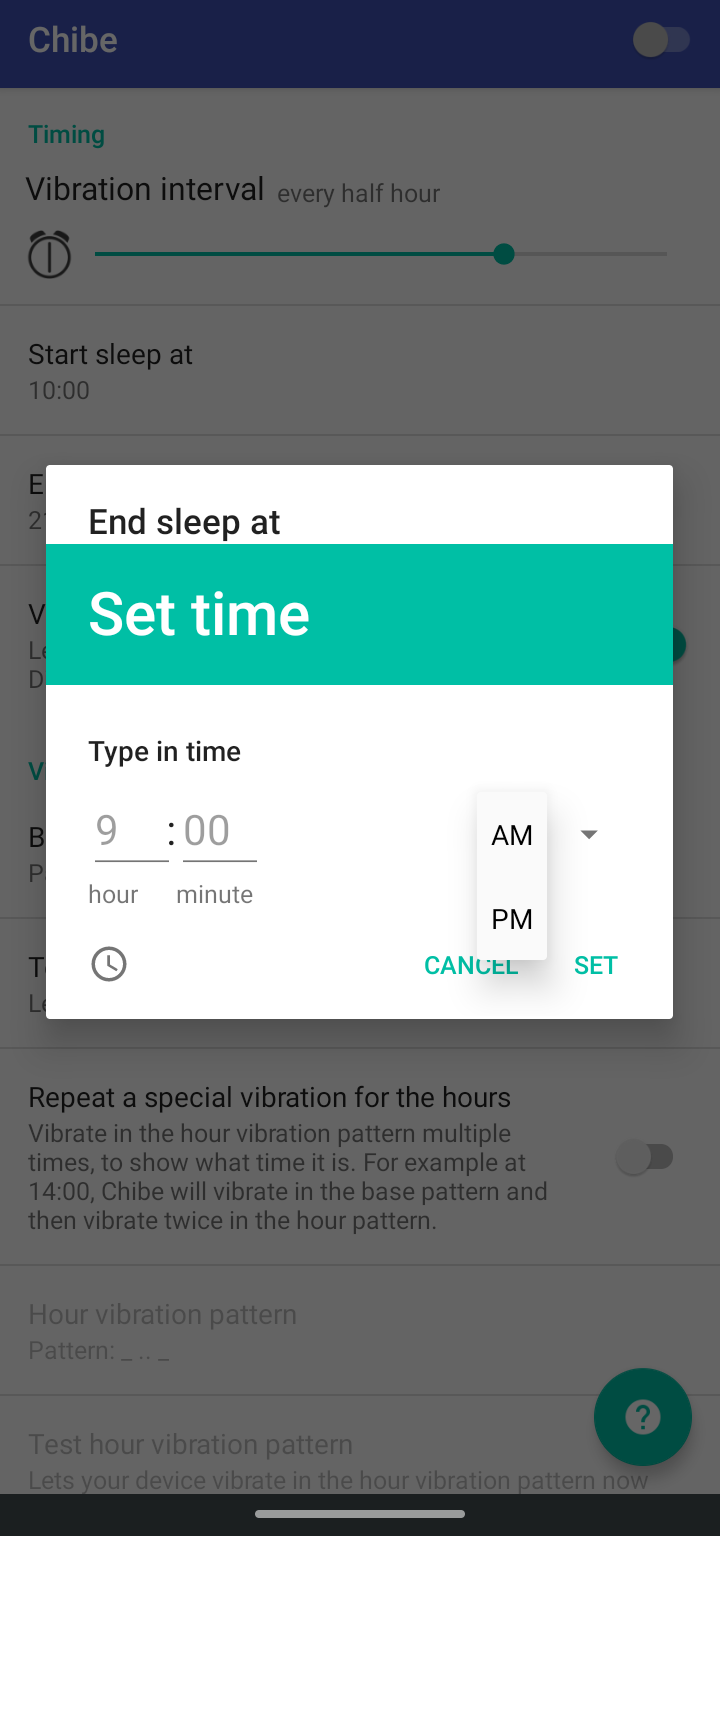 Chibe
Timing
Vibration interval every half hour
Start sleep at
10:00
End sleep at
Set time
Type in time
9 : 00
AM
hour minute
PM
CANCEL SET
Repeat a special vibration for the hours
Vibrate in the hour vibration pattern multiple
times, to show what time it is. For example at
14:00, Chibe will vibrate in the base pattern and
then vibrate twice in the hour pattern.
Hour vibration pattern
Pattern: _ .. _
Test hour vibration pattern
Lets your device vibrate in the hour vibration pattern now